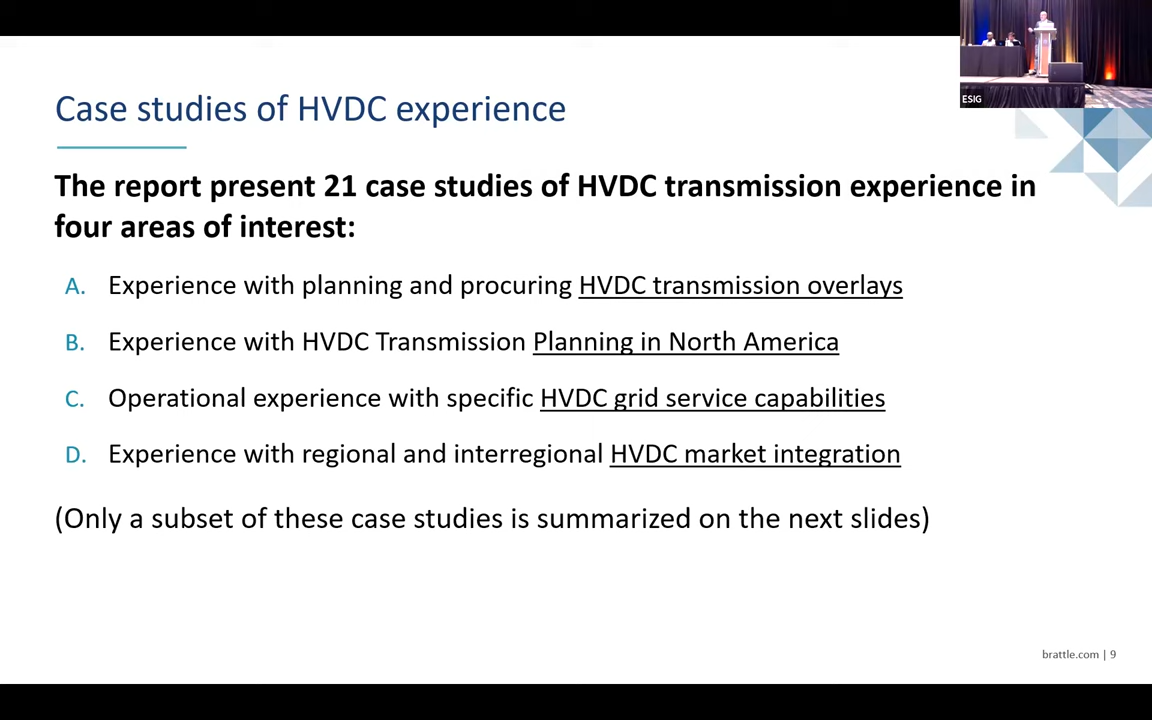 ESIG
Case studies of HVDC experience
The report present 21 case studies of HVDC transmission experience in
four areas of interest:
A. Experience with planning and procuring HVDC transmission overlays
B. Experience with HVDC Transmission Planning in North America
C. Operational experience with specific HVDC grid service capabilities
D. Experience with regional and interregional HVDC market integration
(Only a subset of these case studies is summarized on the next slides)
brattle.com | 9